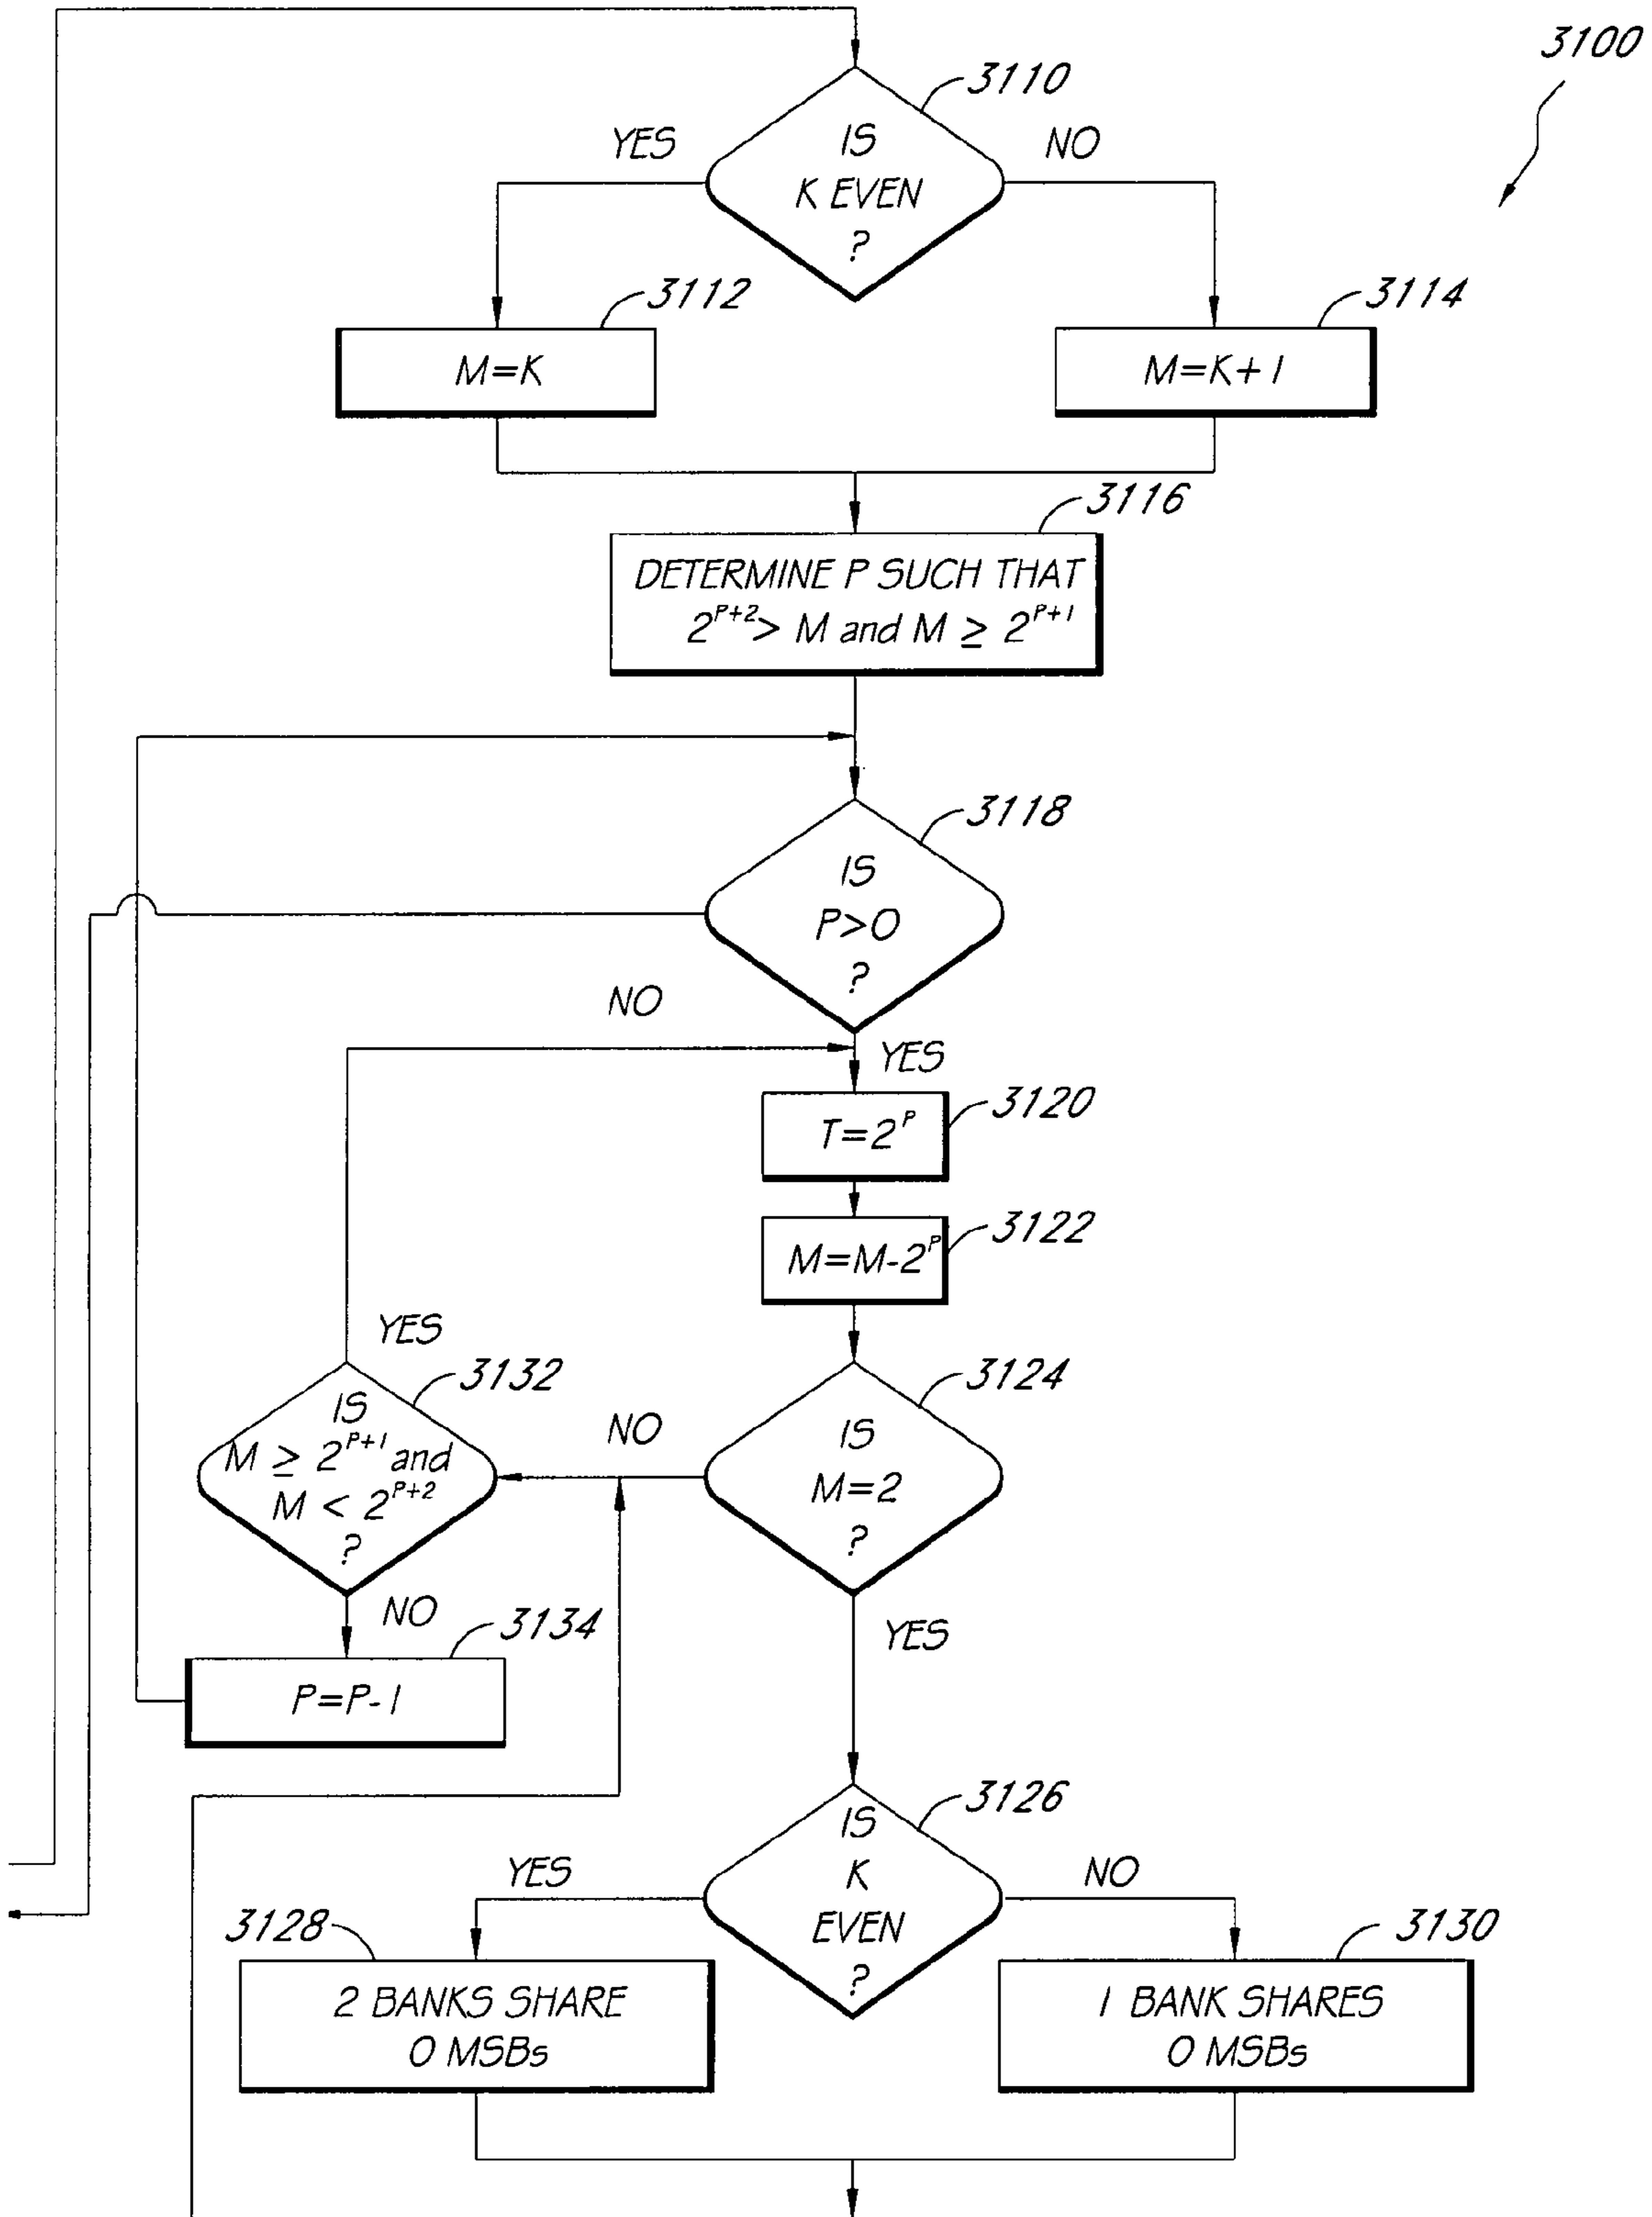 3100
3110
IS
K EVEN
?
YES
NO
3112
M=K
3114
M=K+1
3116
DETERMINE P SUCH THAT
2^{P+2}> M and M ≥ 2^{P+1}
3118
IS
P>0
?
NO
YES
3120
T=2^P
3122
M=M-2^P
YES
3132
IS
M ≥ 2^{P+1} and
M < 2^{P+2}
?
NO
3124
IS
M=2
?
NO
3134
P=P-1
YES
3126
IS
K
EVEN
?
YES
NO
3128
2 BANKS SHARE
0 MSBs
3130
1 BANK SHARES
0 MSBs